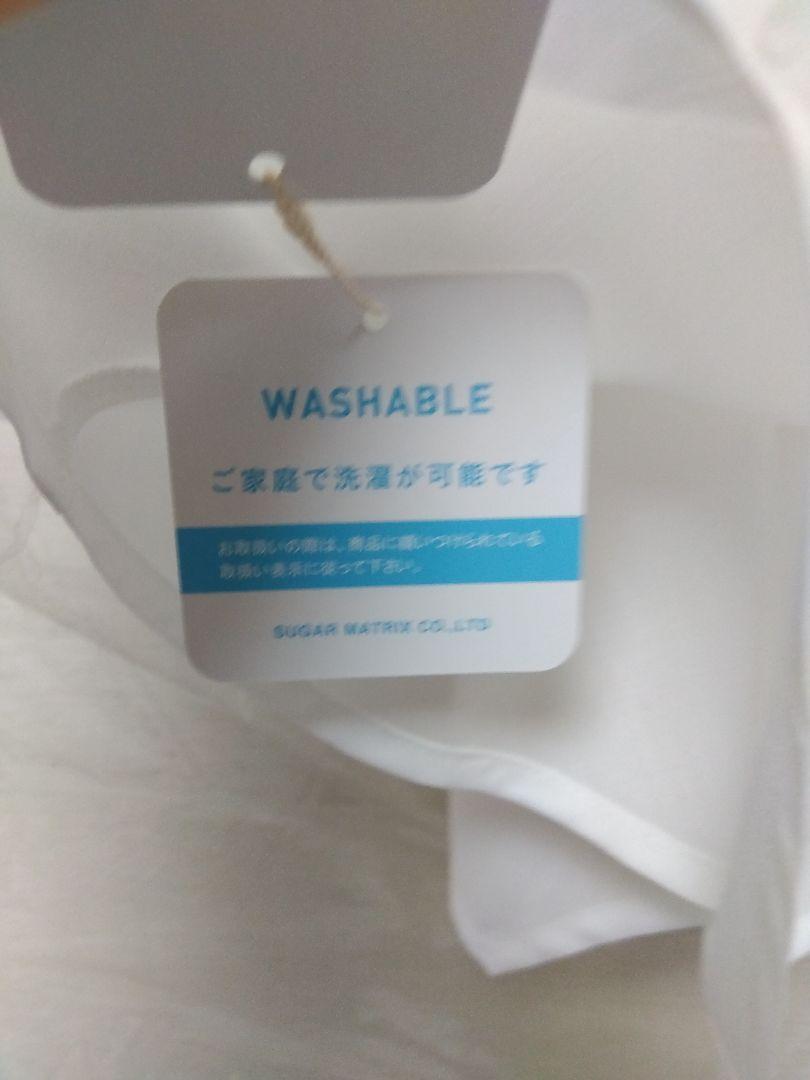 WASHABLE
ご家庭で洗濯が可能です
お取扱いの際は、商品に縫いつけられている
取扱い表示に従って下さい。
SUGAR MATRIX CO.,LTD